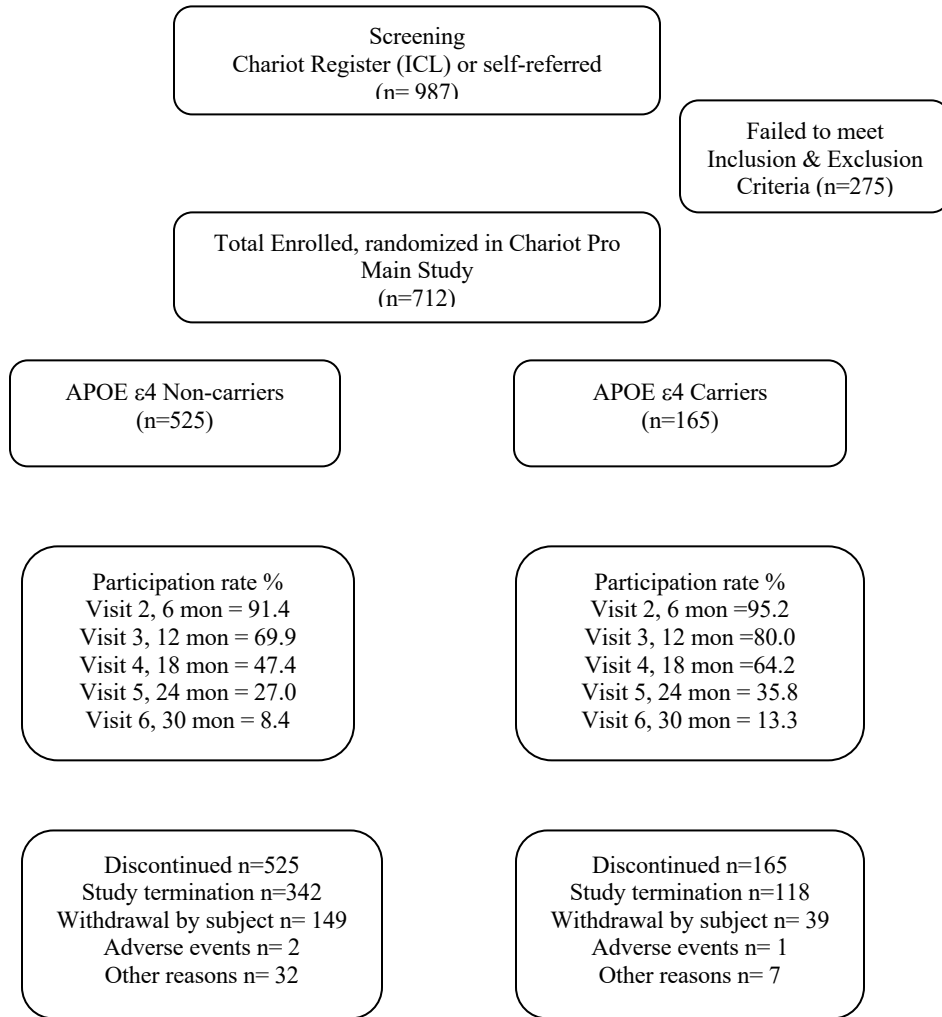 Screening
Chariot Register (ICL) or self-referred
(n= 987)
Failed to meet
Inclusion & Exclusion
Criteria (n=275)
Total Enrolled, randomized in Chariot Pro
Main Study
(n=712)
APOE ε4 Non-carriers
(n=525)
APOE ε4 Carriers
(n=165)
Participation rate %
Visit 2, 6 mon = 91.4
Visit 3, 12 mon = 69.9
Visit 4, 18 mon = 47.4
Visit 5, 24 mon = 27.0
Visit 6, 30 mon = 8.4
Participation rate %
Visit 2, 6 mon =95.2
Visit 3, 12 mon =80.0
Visit 4, 18 mon =64.2
Visit 5, 24 mon = 35.8
Visit 6, 30 mon = 13.3
Discontinued n=525
Study termination n=342
Withdrawal by subject n= 149
Adverse events n= 2
Other reasons n= 32
Discontinued n=165
Study termination n=118
Withdrawal by subject n= 39
Adverse events n= 1
Other reasons n= 7